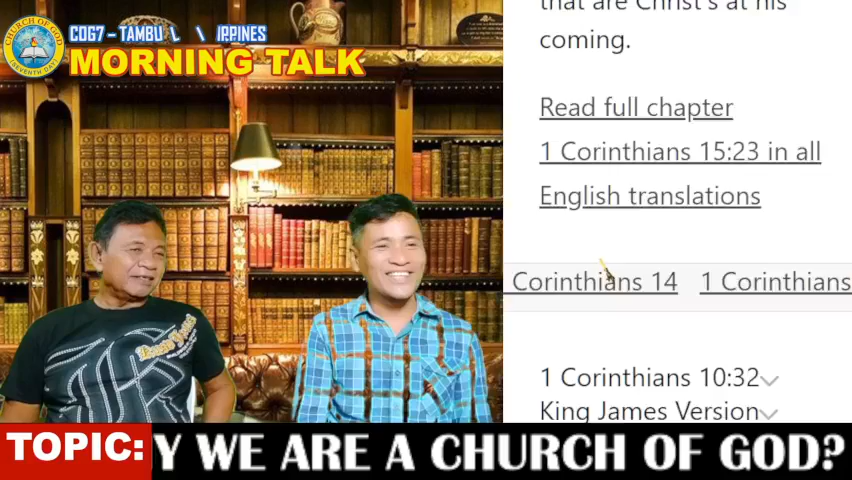 CHURCH OF GOD
(SEVENTH DAY)
COG7 - TAMBU IPPINES
MORNING TALK
that are Christ's at his
coming.
Read full chapter
1 Corinthians 15:23 in all
English translations
Corinthians 14 1 Corinthians
1 Corinthians 10:32
King James Version
TOPIC: Y WE ARE A CHURCH OF GOD?